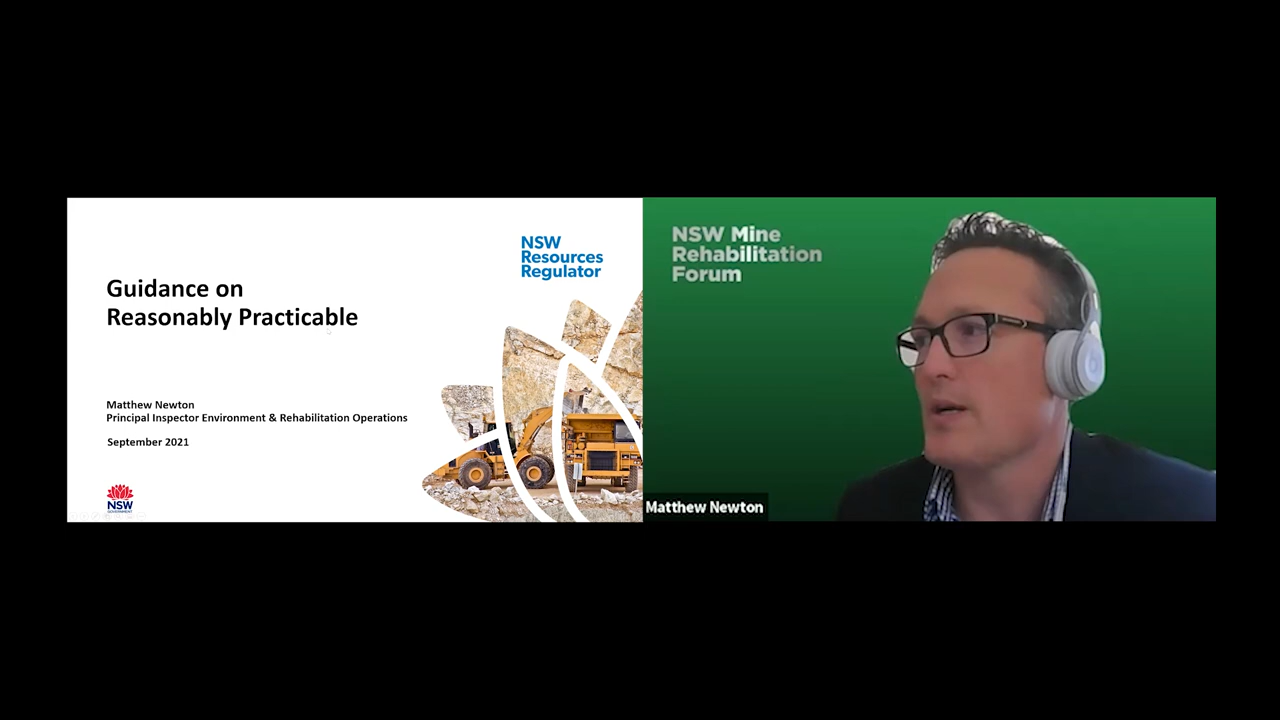 NSW
Resources
Regulator
Guidance on
Reasonably Practicable
Matthew Newton
Principal Inspector Environment & Rehabilitation Operations
September 2021
NSW
GOVERNMENT
NSW Mine
Rehabilitation
Forum
Matthew Newton